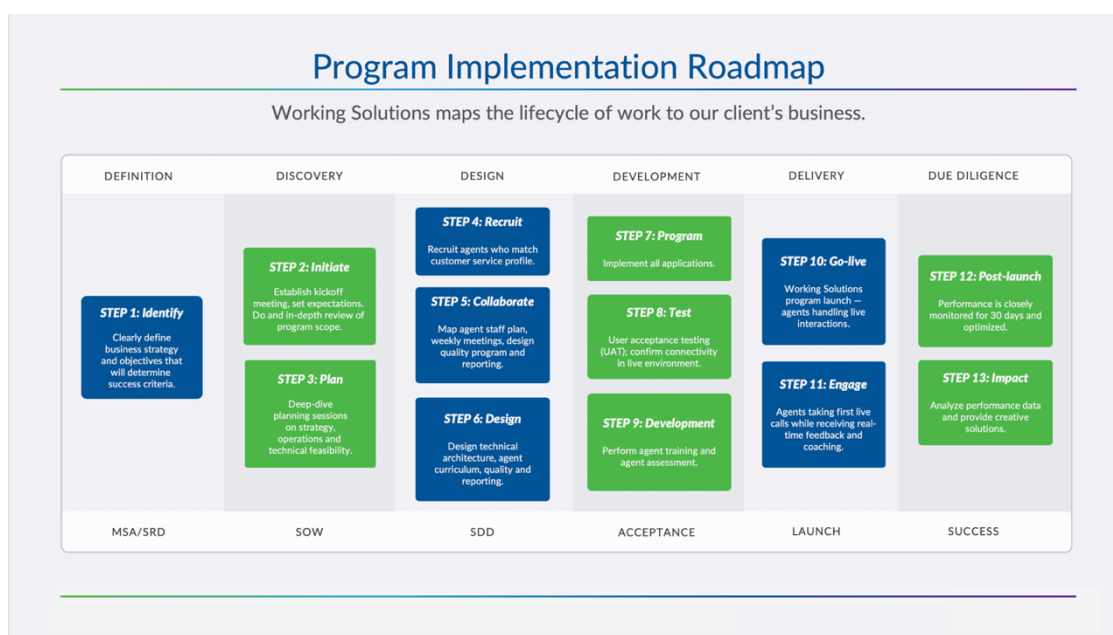 Program Implementation Roadmap
Working Solutions maps the lifecycle of work to our client's business.
DEFINITION
DISCOVERY
DESIGN
DEVELOPMENT
DELIVERY
DUE DILIGENCE
STEP 1: Identify
Clearly define
business strategy
and objectives that
will determine
success criteria.
STEP 2: Initiate
Establish kickoff
meeting, set expectations.
Do and in-depth review of
program scope.
STEP 3: Plan
Deep-dive
planning sessions
on strategy,
operations and
technical feasibility.
STEP 4: Recruit
Recruit agents who match
customer service profile.
STEP 5: Collaborate
Map agent staff plan,
weekly meetings, design
quality program and
reporting.
STEP 6: Design
Design technical
architecture, agent
curriculum, quality and
reporting.
STEP 7: Program
Implement all applications.
STEP 8: Test
User acceptance testing
(UAT); confirm connectivity
in live environment.
STEP 9: Development
Perform agent training and
agent assessment.
STEP 10: Go-live
Working Solutions
program launch —
agents handling live
interactions.
STEP 11: Engage
Agents taking first live
calls while receiving real-
time feedback and
coaching.
STEP 12: Post-launch
Performance is closely
monitored for 30 days and
optimized.
STEP 13: Impact
Analyze performance data
and provide creative
solutions.
MSA/SRD
SOW
SDD
ACCEPTANCE
LAUNCH
SUCCESS